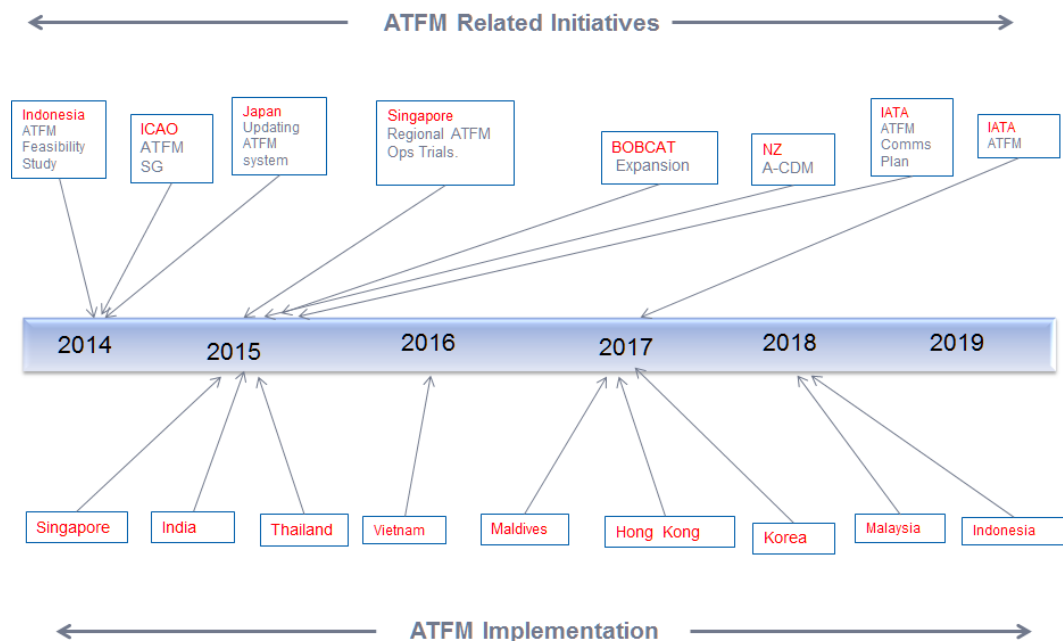 ATFM Related Initiatives
Indonesia
ATFM
Feasibility
Study
ICAO
ATFM
SG
Japan
Updating
ATFM
system
Singapore
Regional ATFM
Ops Trials.
BOBCAT
Expansion
NZ
A-CDM
IATA
ATFM
Comms
Plan
IATA
ATFM
2014
2015
2016
2017
2018
2019
Singapore
India
Thailand
Vietnam
Maldives
Hong Kong
Korea
Malaysia
Indonesia
ATFM Implementation